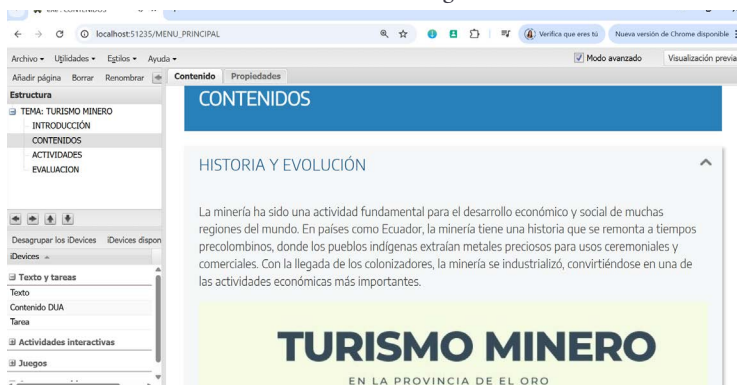 localhost:51235/MENU_PRINCIPAL
Verifica que eres tú
Nueva versión de Chrome disponible
Archivo
Utilidades
Estilos
Ayuda
Modo avanzado
Visualización previa
Añadir página
Borrar
Renombrar
Contenido
Propiedades
Estructura
TEMA: TURISMO MINERO
INTRODUCCIÓN
CONTENIDOS
ACTIVIDADES
EVALUACION
Desagrupar los iDevices
iDevices dispon
iDevices
Texto y tareas
Texto
Contenido DUA
Tarea
Actividades interactivas
Juegos
CONTENIDOS
HISTORIA Y EVOLUCIÓN
La minería ha sido una actividad fundamental para el desarrollo económico y social de muchas
regiones del mundo. En países como Ecuador, la minería tiene una historia que se remonta a tiempos
precolombinos, donde los pueblos indígenas extraían metales preciosos para usos ceremoniales y
comerciales. Con la llegada de los colonizadores, la minería se industrializó, convirtiéndose en una de
las actividades económicas más importantes.
TURISMO MINERO
EN LA PROVINCIA DE EL ORO